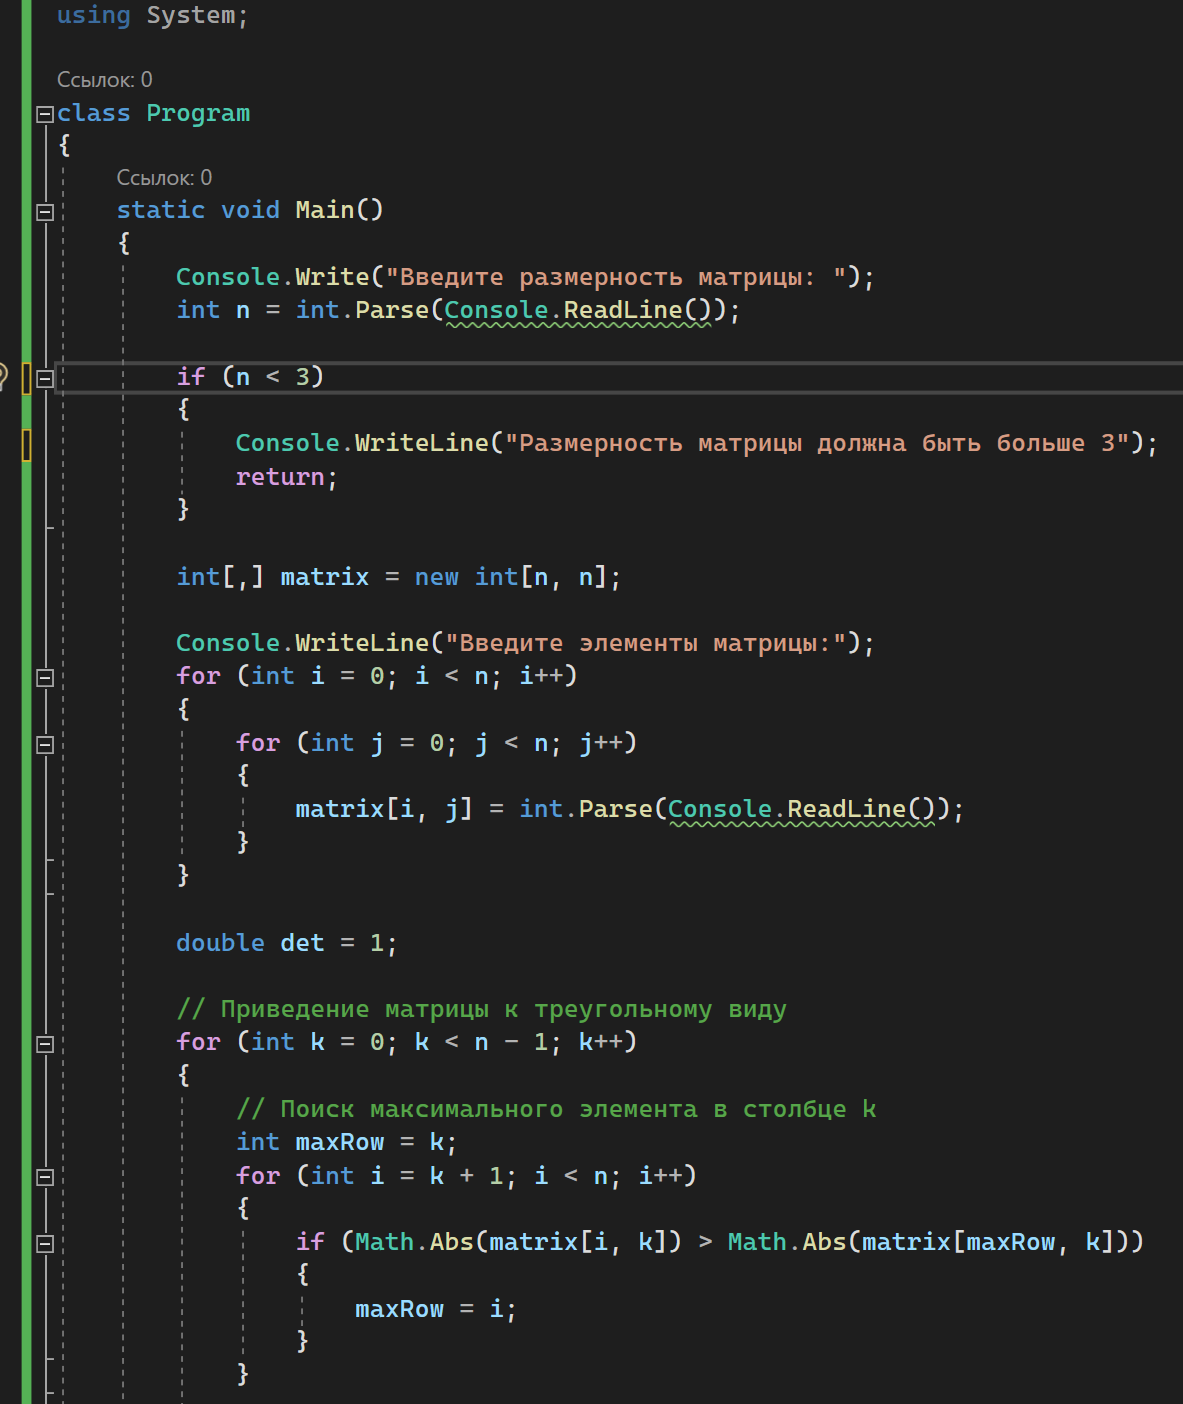 using System;
Ссылок: 0
class Program
{
Ссылок: 0
static void Main()
{
Console.Write("Введите размерность матрицы: ");
int n = int.Parse(Console.ReadLine());
if (n < 3)
{
Console.WriteLine("Размерность матрицы должна быть больше 3");
return;
}
int[,] matrix = new int[n, n];
Console.WriteLine("Введите элементы матрицы:");
for (int i = 0; i < n; i++)
{
for (int j = 0; j < n; j++)
{
matrix[i, j] = int.Parse(Console.ReadLine());
}
}
double det = 1;
// Приведение матрицы к треугольному виду
for (int k = 0; k < n - 1; k++)
{
// Поиск максимального элемента в столбце k
int maxRow = k;
for (int i = k + 1; i < n; i++)
{
if (Math.Abs(matrix[i, k]) > Math.Abs(matrix[maxRow, k]))
{
maxRow = i;
}
}